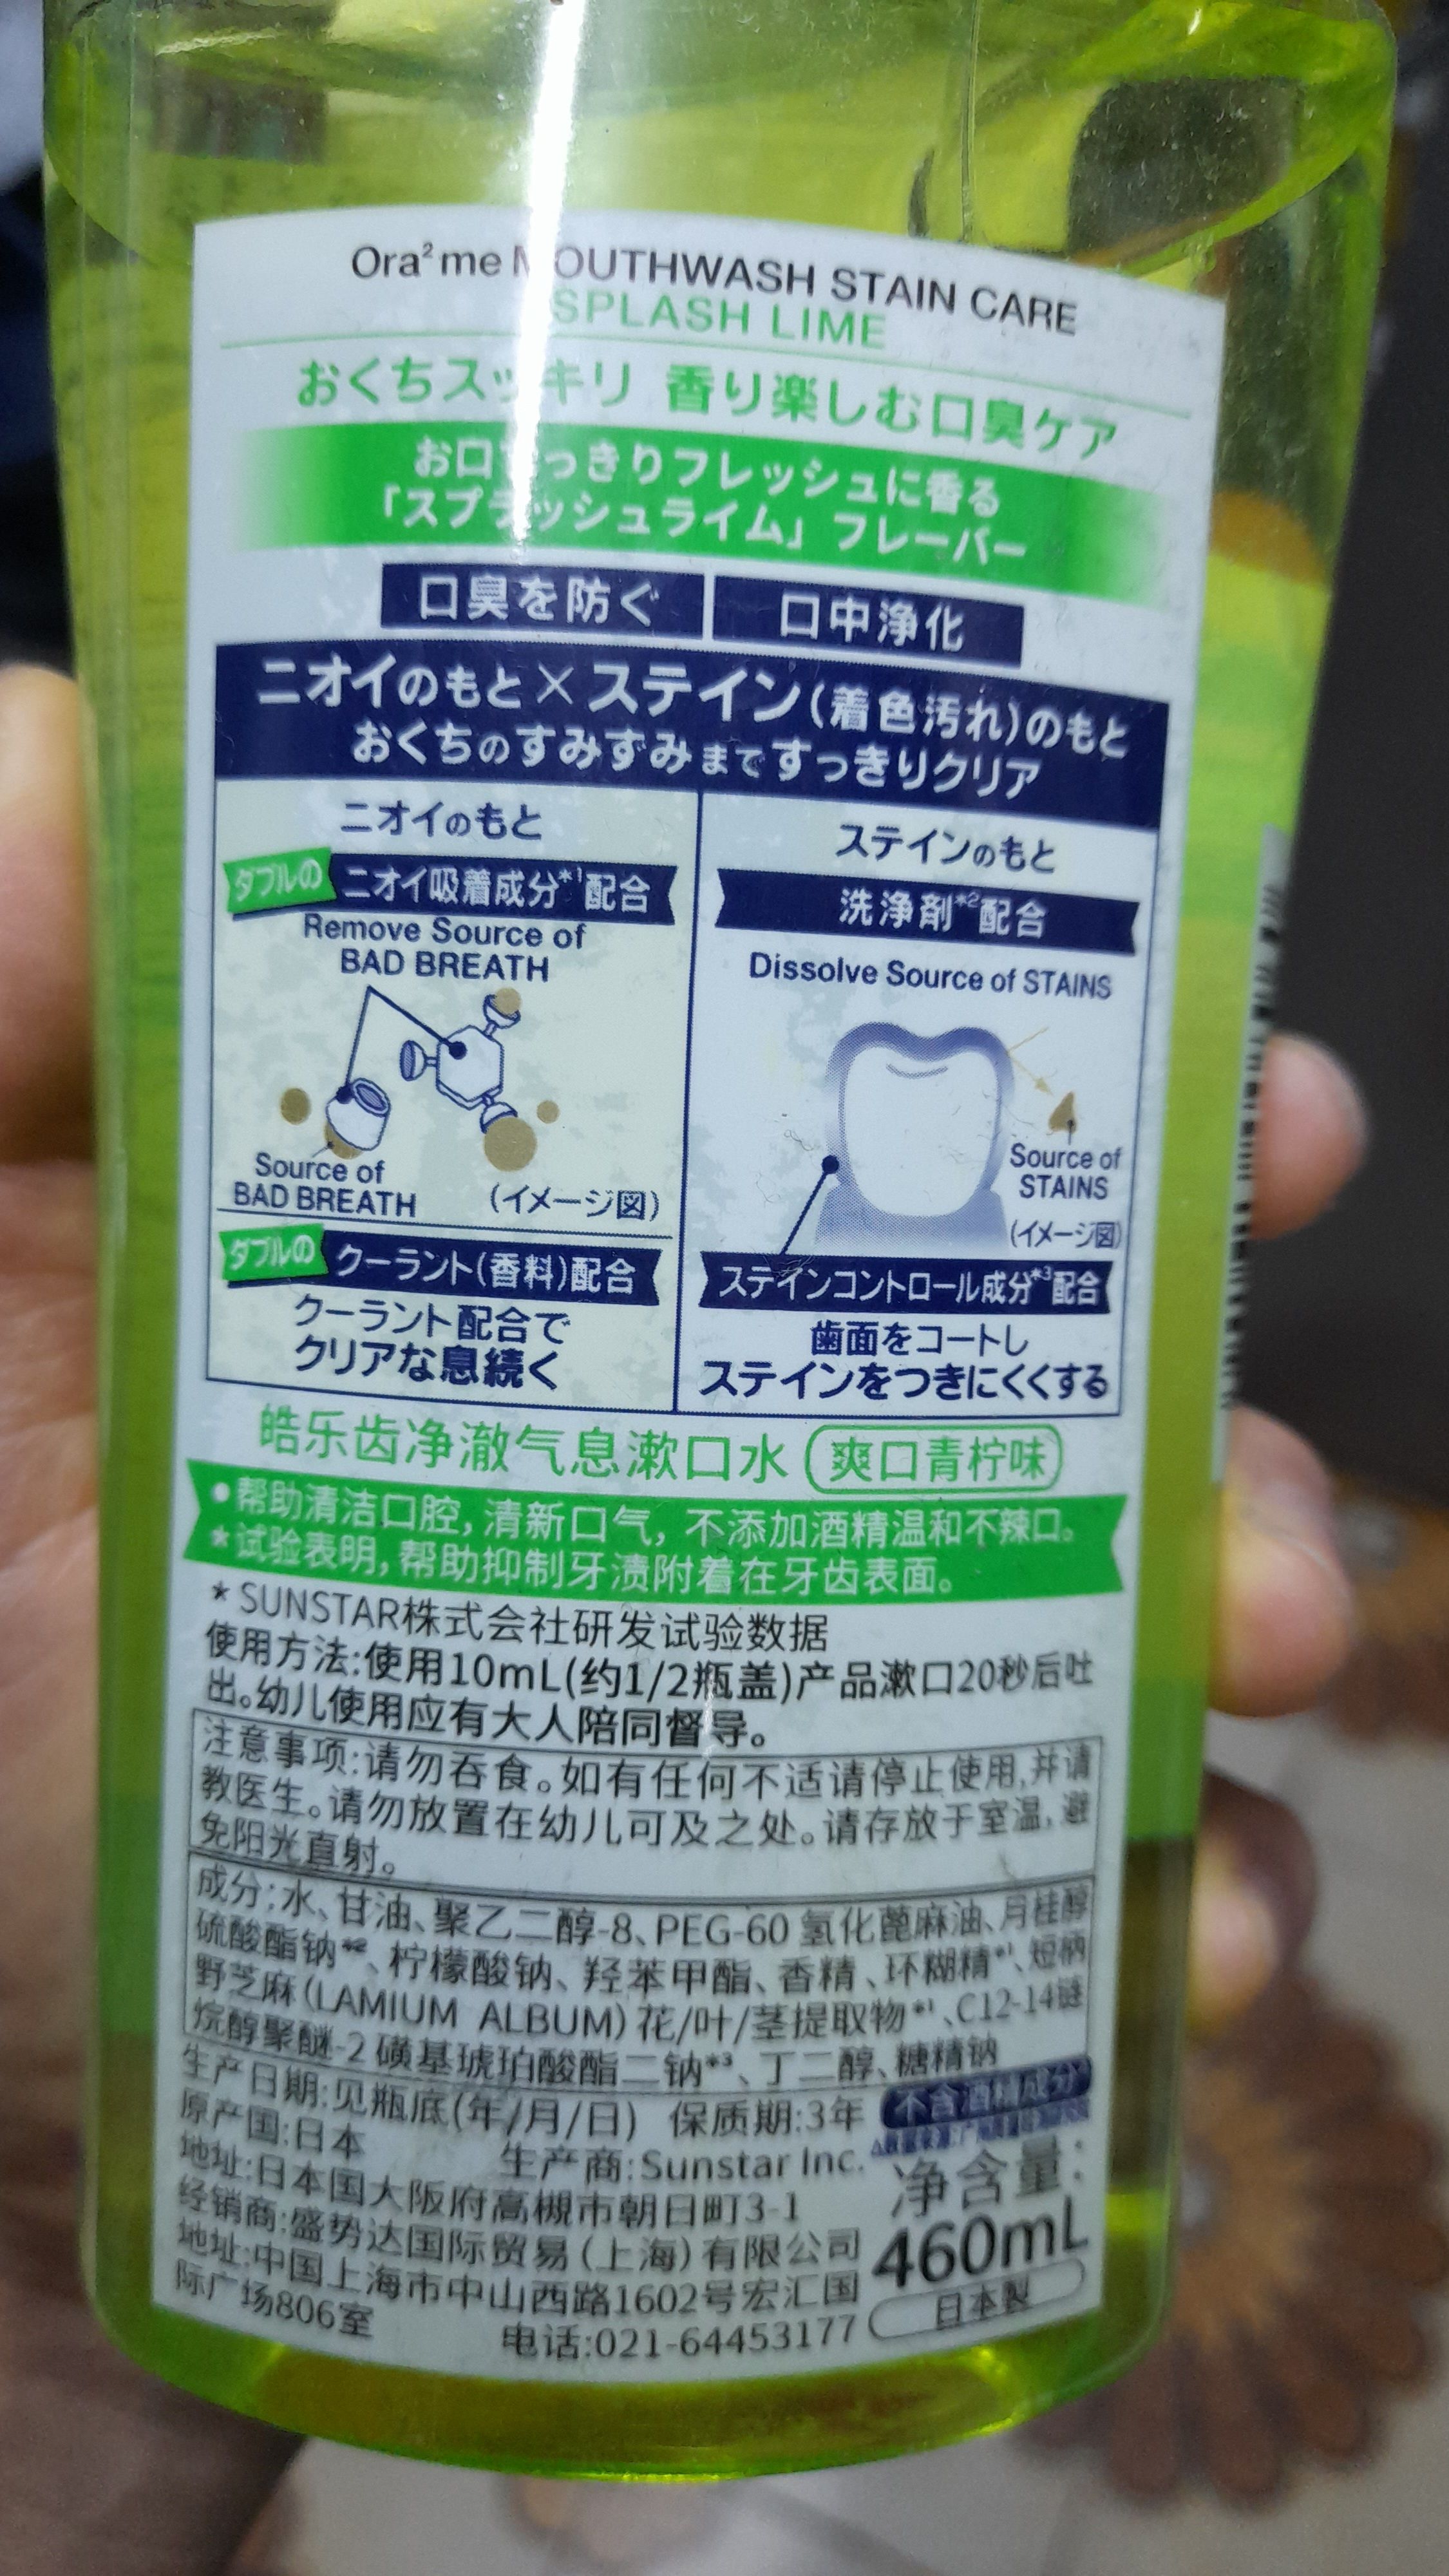 Ora²me MOUTHWASH STAIN CARE
SPLASH LIME
おくちスッキリ 香り楽しむ口臭ケア
お口すっきりフレッシュに香る
「スプラッシュライム」フレーバー
口臭を防ぐ 口中浄化
ニオイのもと×ステイン(着色汚れ)のもと
おくちのすみずみまですっきりクリア
ニオイのもと
ダブルの ニオイ吸着成分*1配合
Remove Source of
BAD BREATH
Source of
BAD BREATH
(イメージ図)
ダブルの クーラント(香料)配合
クーラント配合で
クリアな息続く
ステインのもと
洗浄剤*2配合
Dissolve Source of STAINS
Source of
STAINS
(イメージ図)
ステインコントロール成分*3配合
歯面をコートし
ステインをつきにくくする
皓乐齿净澈气息漱口水 爽口青柠味
•帮助清洁口腔,清新口气,不添加酒精温和不辣口。
*试验表明,帮助抑制牙渍附着在牙齿表面。
*SUNSTAR株式会社研发试验数据
使用方法:使用10mL(约1/2瓶盖)产品漱口20秒后吐
出。幼儿使用应有大人陪同督导。
注意事项:请勿吞食。如有任何不适请停止使用,并请
教医生。请勿放置在幼儿可及之处。请存放于室温,避
免阳光直射。
成分:水、甘油、聚乙二醇-8、PEG-60 氢化蓖麻油、月桂醇
硫酸酯钠*2、柠檬酸钠、羟苯甲酯、香精、环糊精*1、短柄
野芝麻(LAMIUM ALBUM)花/叶/茎提取物*1、C12-14链
烷醇聚醚-2 磺基琥珀酸酯二钠*3、丁二醇、糖精钠
生产日期:见瓶底(年/月/日) 保质期:3年
不含酒精成分
原产国:日本 生产商:Sunstar Inc.
地址:日本国大阪府高槻市朝日町3-1
经销商:盛势达国际贸易(上海)有限公司
地址:中国上海市中山西路1602号宏汇国
际广场806室 电话:021-64453177
净含量:
460mL
日本製